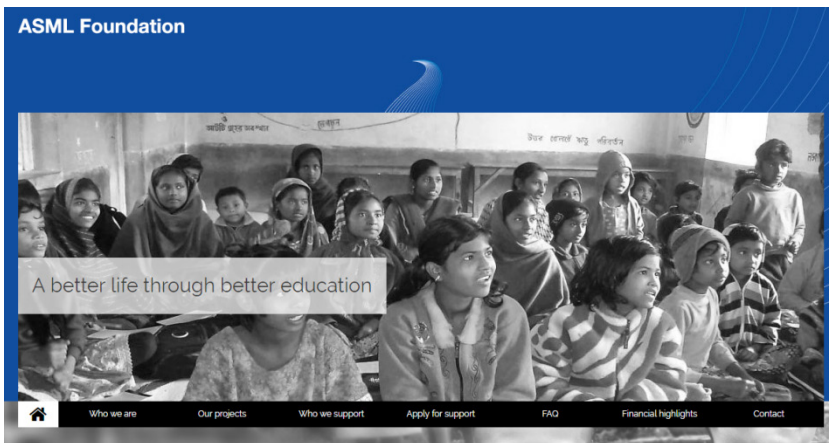 ASML Foundation
A better life through better education
Who we are
Our projects
Who we support
Apply for support
FAQ
Financial highlights
Contact